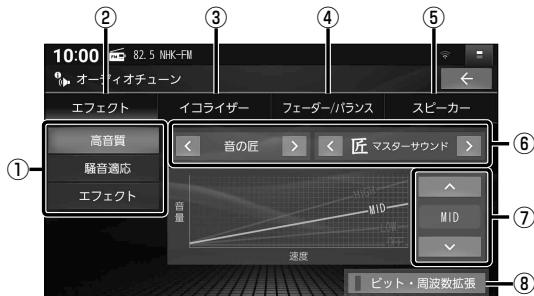 ② ③ ④ ⑤
10:00 82.5 NHK-FM
オーディオチューン
エフェクト イコライザー フェーダー/バランス スピーカー
① 高音質
騒音適応
エフェクト
音の匠 匠 マスターサウンド ⑥
音量
HIGH
MID
LOW
OFF
速度
MID ⑦
ビット・周波数拡張 ⑧